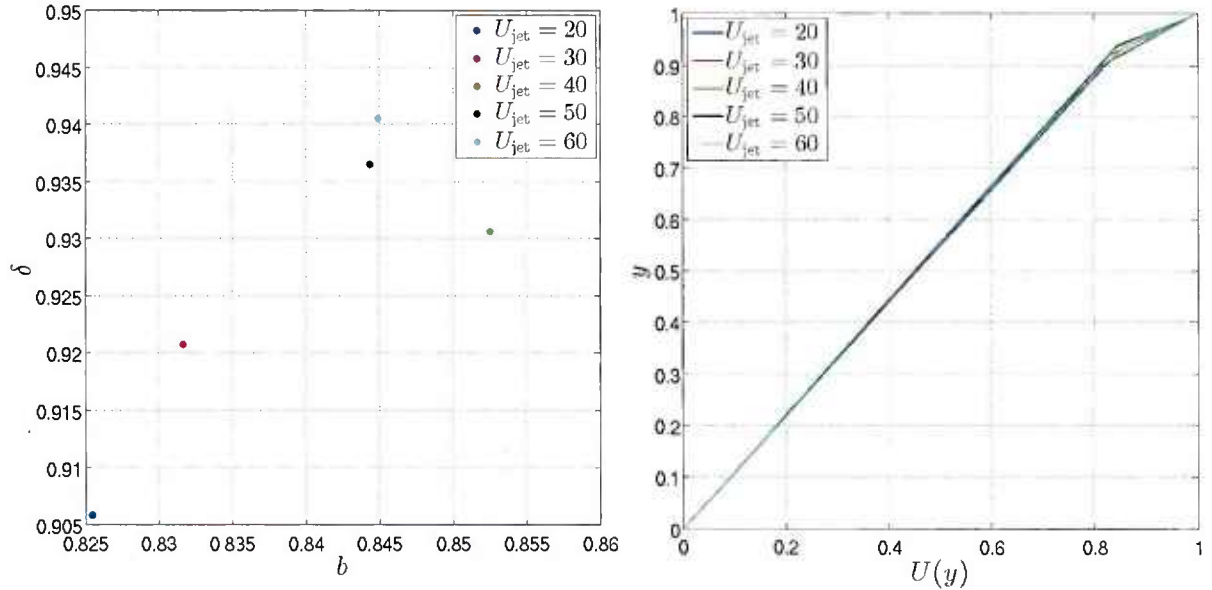 0.95
0.945
0.94
0.935
0.93
0.925
0.92
0.915
0.91
0.905
δ
0.825 0.83 0.835 0.84 0.845 0.85 0.855 0.86
b
U_jet = 20
U_jet = 30
U_jet = 40
U_jet = 50
U_jet = 60
1
0.9
0.8
0.7
0.6
0.5
0.4
0.3
0.2
0.1
0
y
0 0.2 0.4 0.6 0.8 1
U(y)
U_jet = 20
U_jet = 30
U_jet = 40
U_jet = 50
U_jet = 60